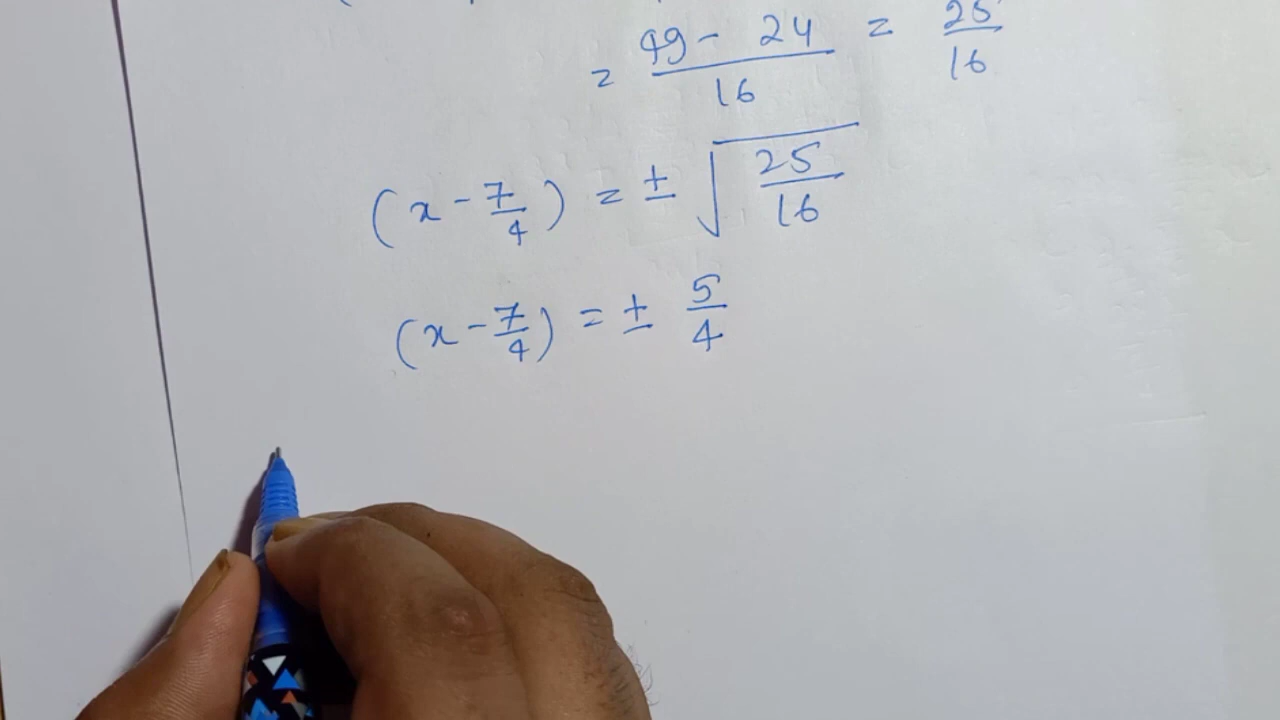 = 49 - 24 / 16 = 25 / 16
(x - 7/4) = ± √(25/16)
(x - 7/4) = ± 5/4